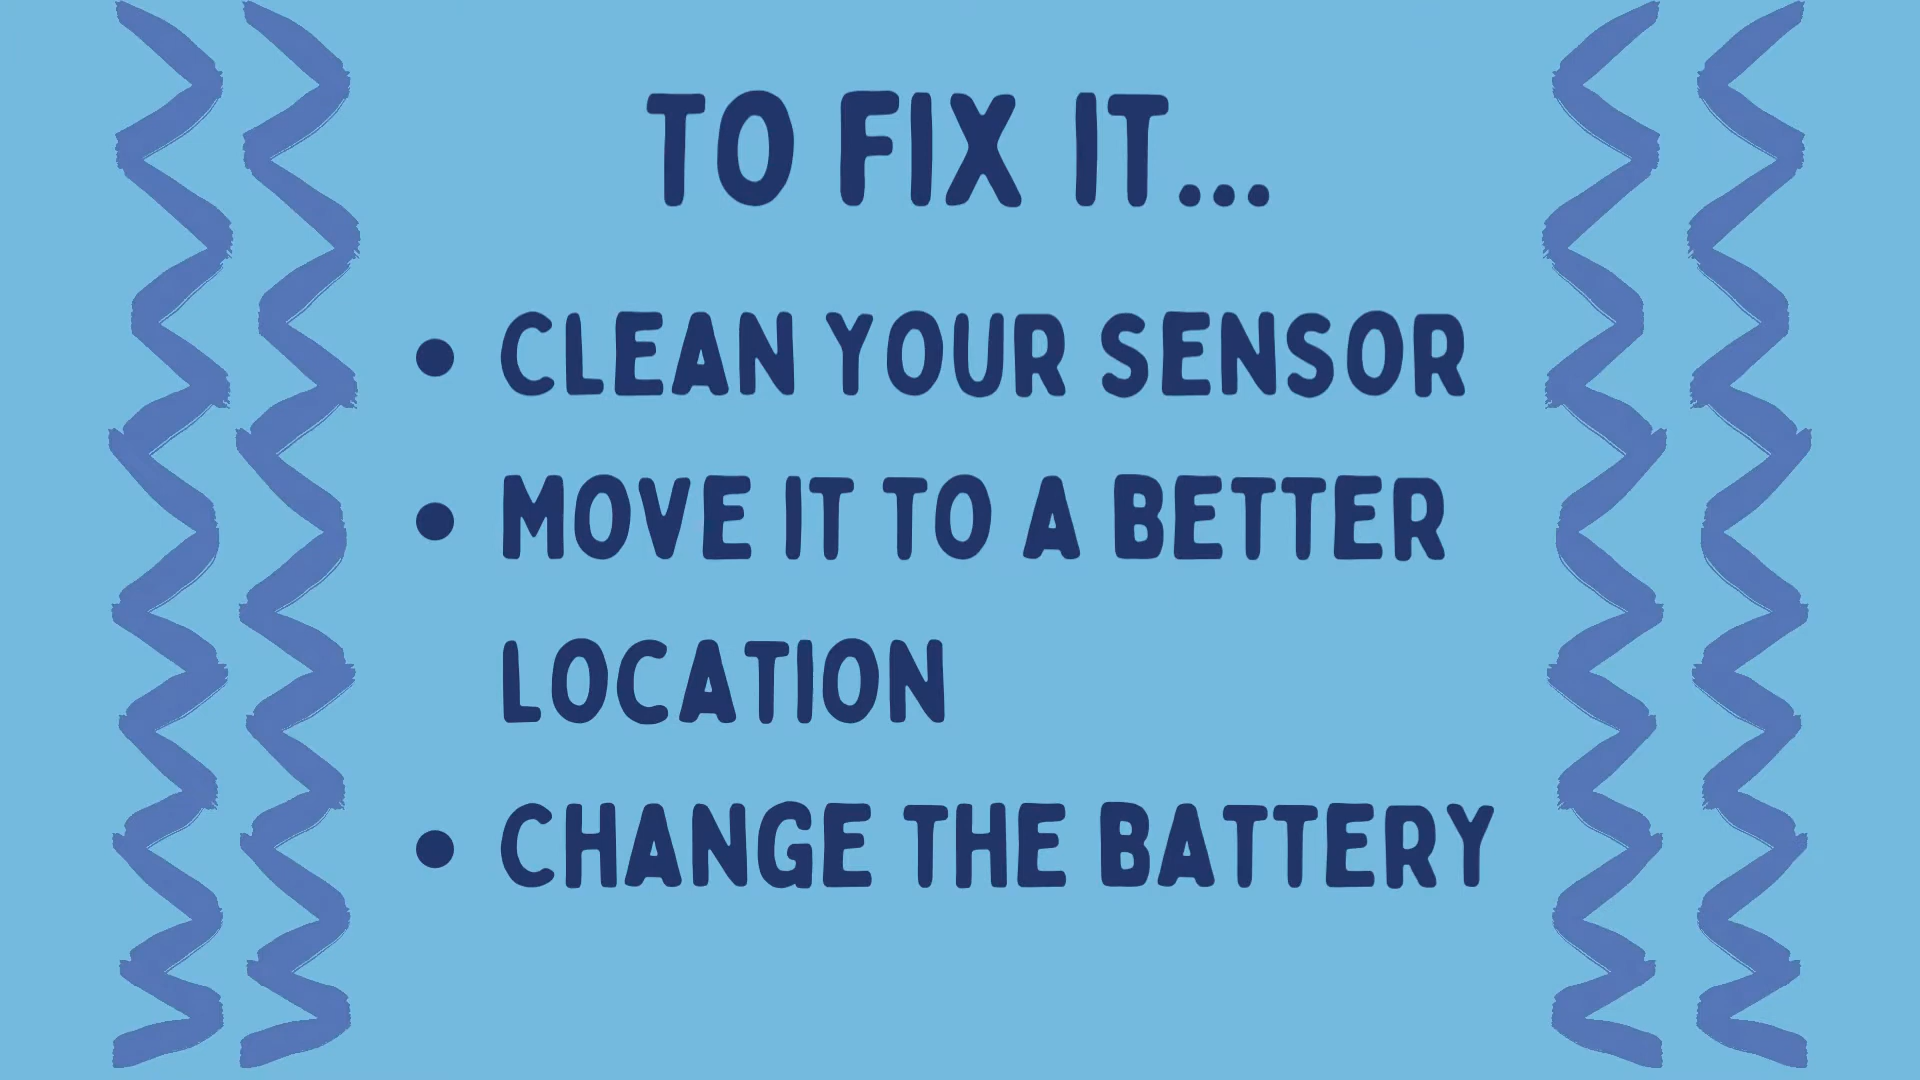 TO FIX IT...
• CLEAN YOUR SENSOR
• MOVE IT TO A BETTER
LOCATION
• CHANGE THE BATTERY